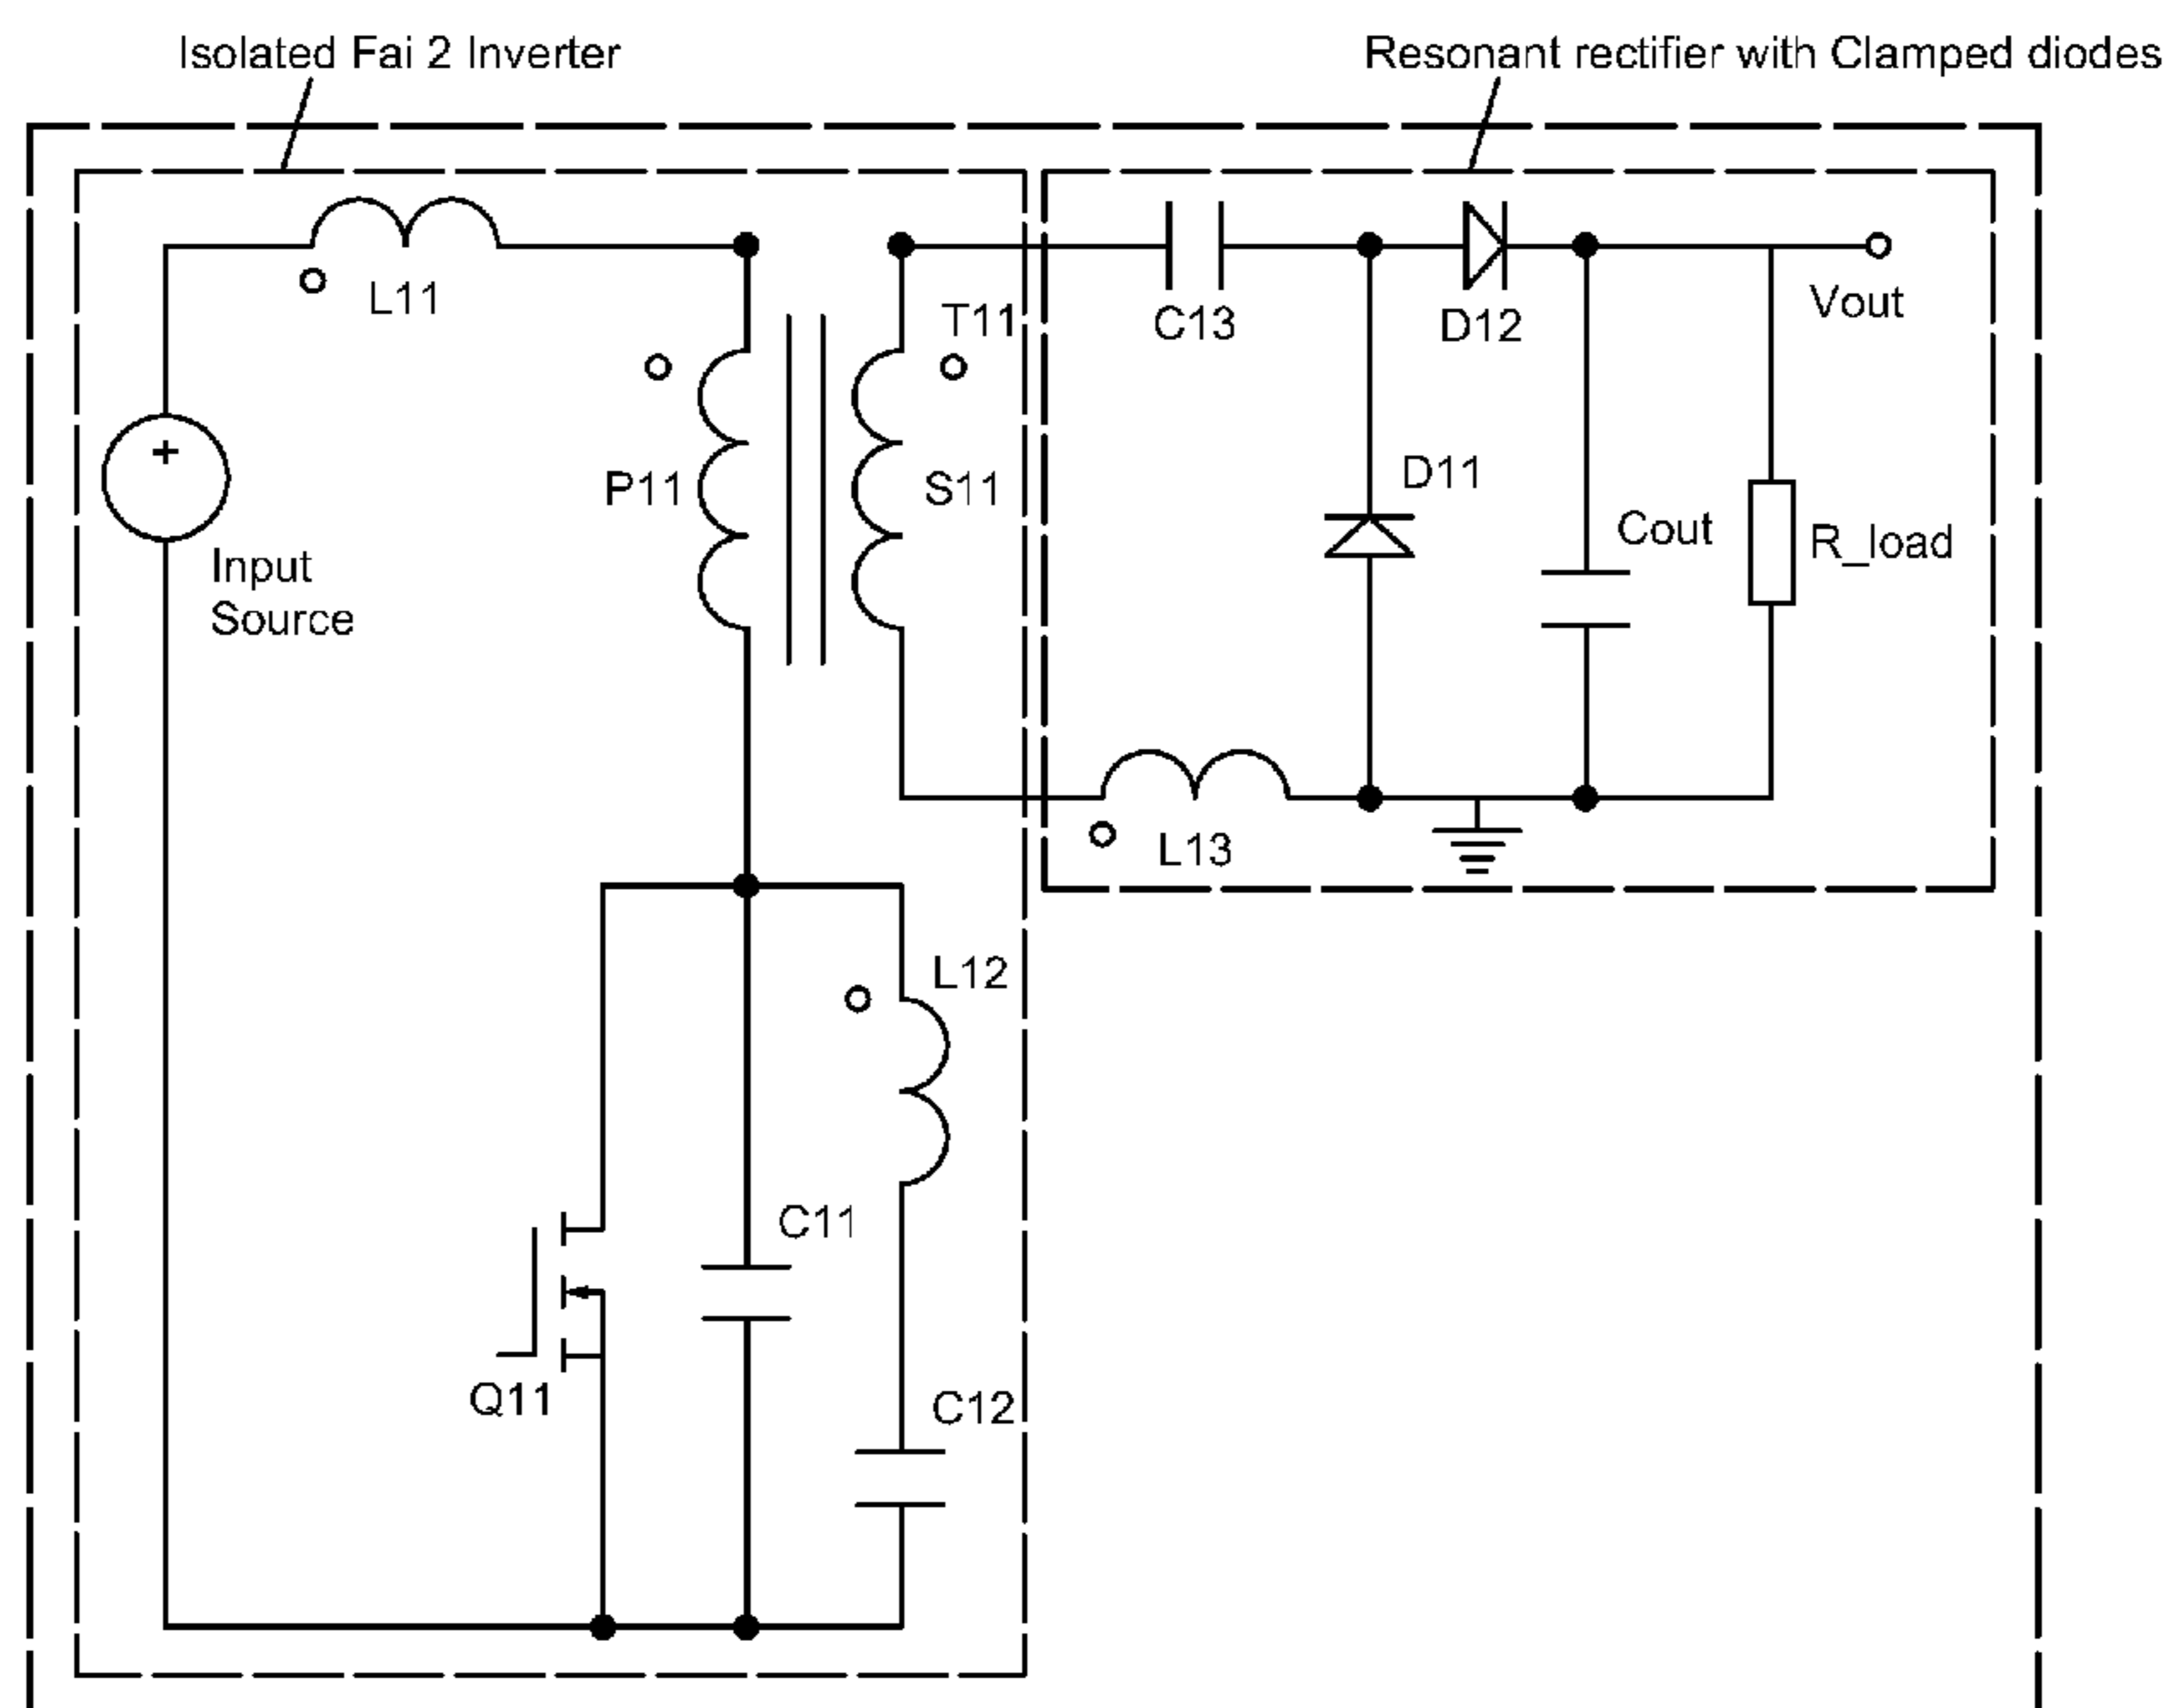 Isolated Fai 2 Inverter
Resonant rectifier with Clamped diodes
L11
T11
C13
D12
Vout
+
P11
S11
D11
Cout
R_load
Input
Source
L13
L12
C11
Q11
C12